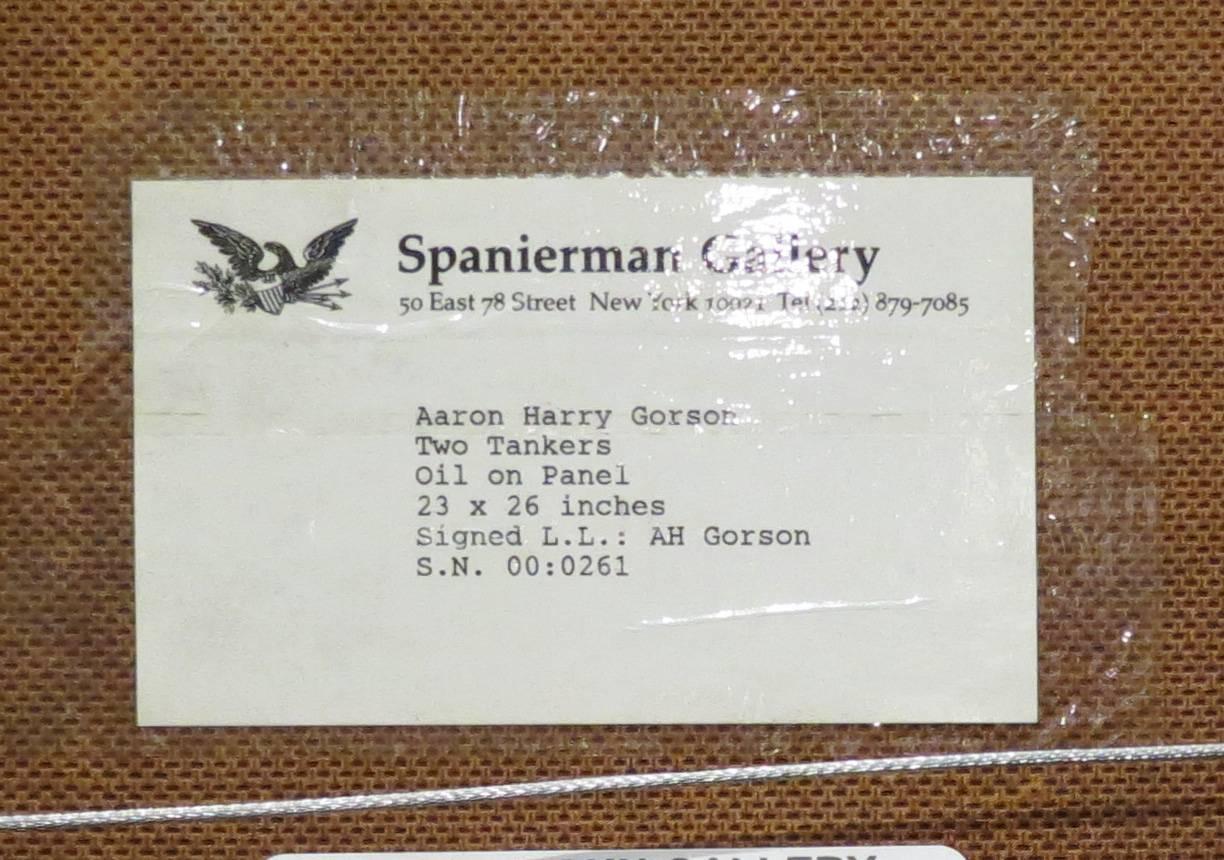 Spanierman Gallery
50 East 78 Street New York 10021 Tel (212) 879-7085
Aaron Harry Gorson
Two Tankers
Oil on Panel
23 x 26 inches
Signed L.L.: AH Gorson
S.N. 00:0261
GALLERY